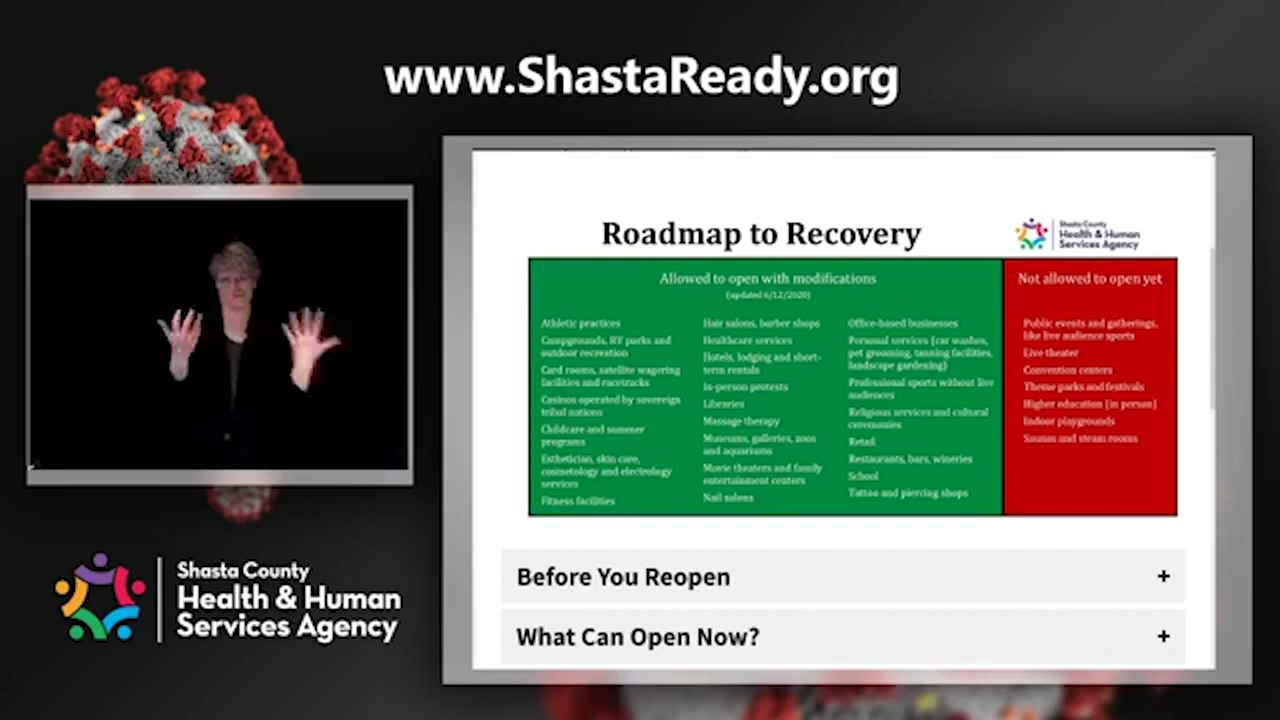 www.ShastaReady.org
Roadmap to Recovery
Shasta County
Health & Human
Services Agency
Allowed to open with modifications
(updated 6/12/2020)
Athletic practices
Campgrounds, RV parks and
outdoor recreation
Card rooms, satellite wagering
facilities and racetracks
Casinos operated by sovereign
tribal nations
Childcare and summer
programs
Esthetician, skin care,
cosmetology and electrology
services
Fitness facilities
Hair salons, barber shops
Healthcare services
Hotels, lodging and short-
term rentals
In-person protests
Libraries
Massage therapy
Museums, galleries, zoos
and aquariums
Movie theaters and family
entertainment centers
Nail salons
Office-based businesses
Personal services (car washes,
pet grooming, tanning facilities,
landscape gardening)
Professional sports without live
audiences
Religious services and cultural
ceremonies
Retail
Restaurants, bars, wineries
School
Tattoo and piercing shops
Not allowed to open yet
Public events and gatherings,
like live audience sports
Live theater
Convention centers
Theme parks and festivals
Higher education (in person)
Indoor playgrounds
Saunas and steam rooms
Before You Reopen +
What Can Open Now? +
Shasta County
Health & Human
Services Agency